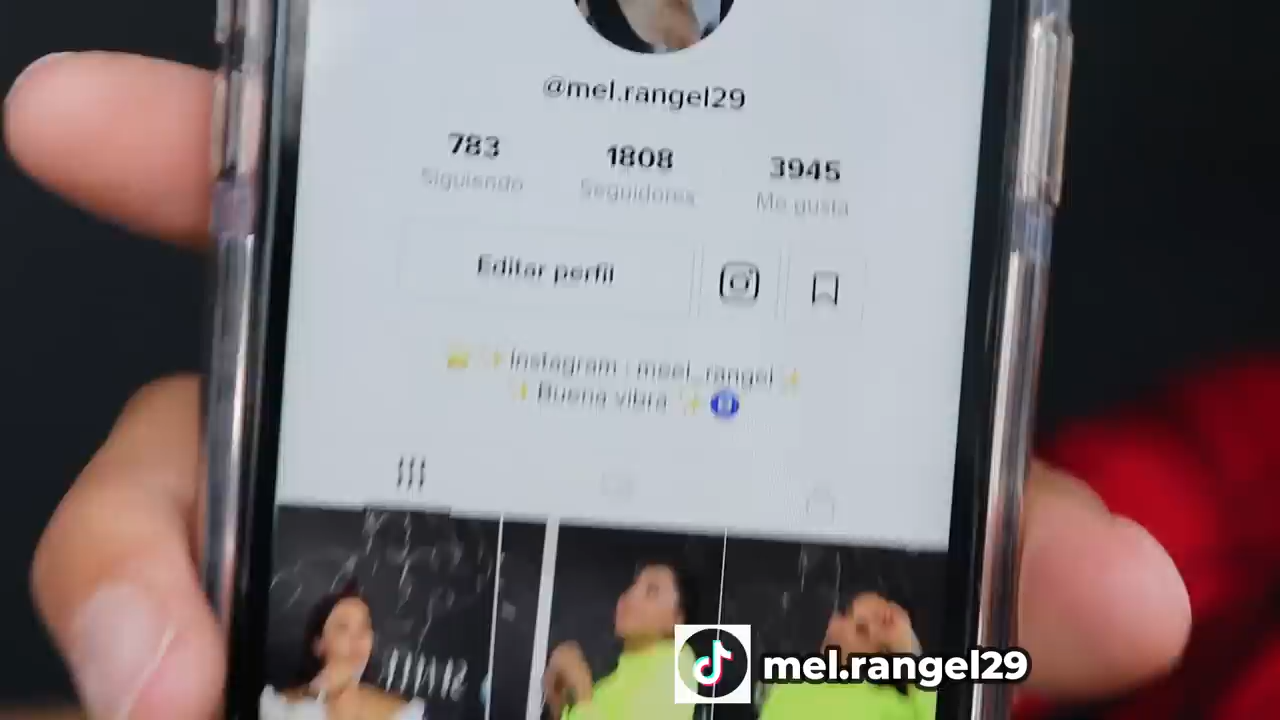 @mel.rangel29
783
1808
3945
Siguiendo
Seguidores
Me gusta
Editar perfil
Instagram : meel_rangel
Buena vibra
mel.rangel29